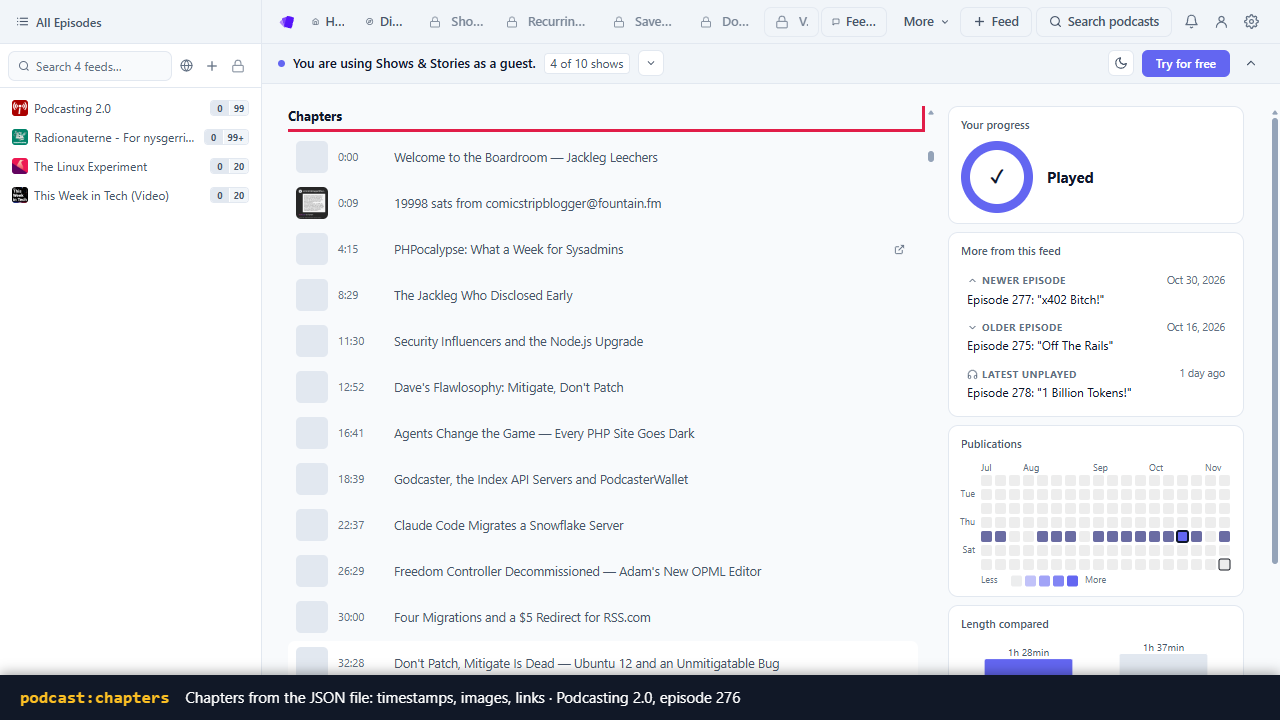 All Episodes
H...
Di...
Sho...
Recurrin...
Save...
Do...
V.
Fee...
More
Feed
Search podcasts
Search 4 feeds...
You are using Shows & Stories as a guest.
4 of 10 shows
Try for free
Podcasting 2.0
0 99
Radionauterne - For nysgerri...
0 99+
The Linux Experiment
0 20
This Week in Tech (Video)
0 20
Chapters
0:00 Welcome to the Boardroom — Jackleg Leechers
0:09 19998 sats from comicstripblogger@fountain.fm
4:15 PHPocalypse: What a Week for Sysadmins
8:29 The Jackleg Who Disclosed Early
11:30 Security Influencers and the Node.js Upgrade
12:52 Dave's Flawlosophy: Mitigate, Don't Patch
16:41 Agents Change the Game — Every PHP Site Goes Dark
18:39 Godcaster, the Index API Servers and PodcasterWallet
22:37 Claude Code Migrates a Snowflake Server
26:29 Freedom Controller Decommissioned — Adam's New OPML Editor
30:00 Four Migrations and a $5 Redirect for RSS.com
32:28 Don't Patch, Mitigate Is Dead — Ubuntu 12 and an Unmitigatable Bug
Your progress
Played
More from this feed
NEWER EPISODE Oct 30, 2026
Episode 277: "x402 Bitch!"
OLDER EPISODE Oct 16, 2026
Episode 275: "Off The Rails"
LATEST UNPLAYED 1 day ago
Episode 278: "1 Billion Tokens!"
Publications
Jul Aug Sep Oct Nov
Tue
Thu
Sat
Less More
Length compared
1h 28min
1h 37min
podcast:chapters Chapters from the JSON file: timestamps, images, links · Podcasting 2.0, episode 276